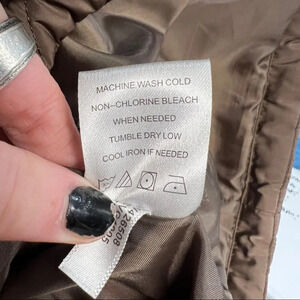 MACHINE WASH COLD
NON-CHLORINE BLEACH
WHEN NEEDED
TUMBLE DRY LOW
COOL IRON IF NEEDED